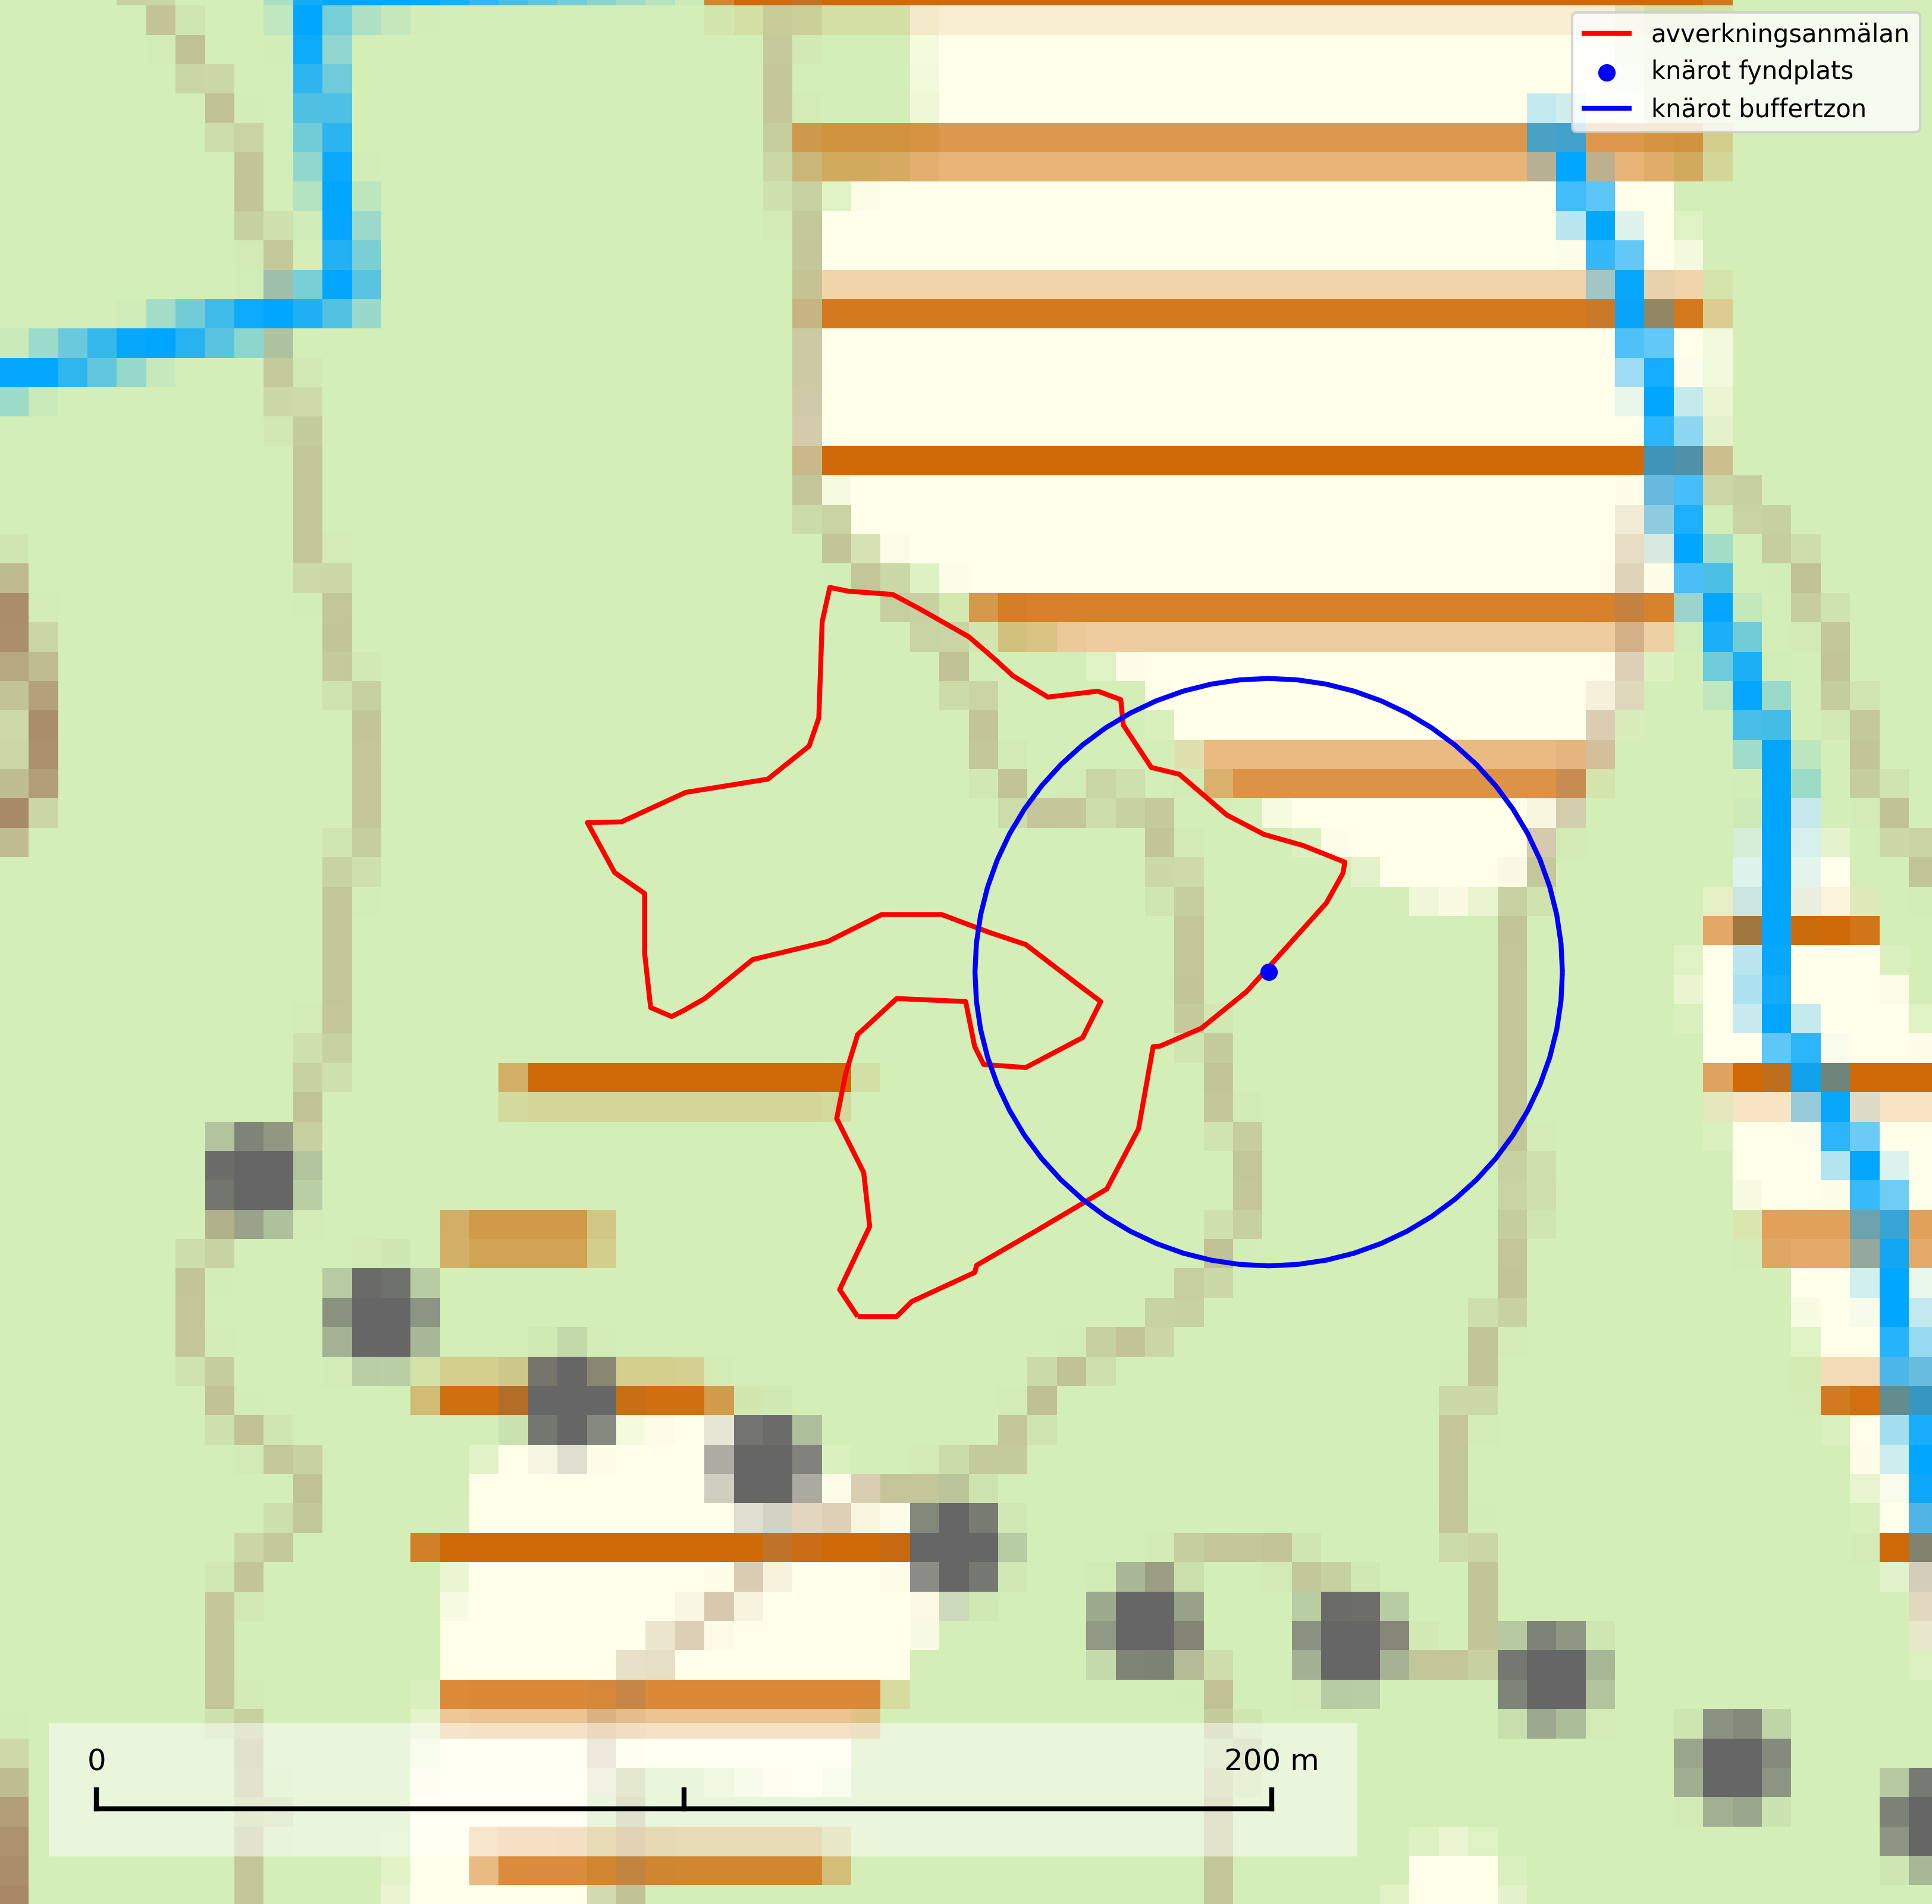 avverkningsanmälan
knärot fyndplats
knärot buffertzon
0
200 m